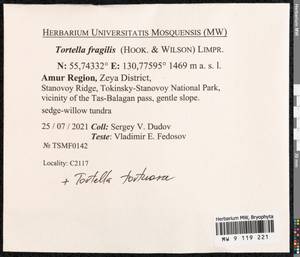 HERBARIUM UNIVERSITATIS MOSQUENSIS (MW)
Tortella fragilis (HOOK. & WILSON) LIMPR.
N: 55,74332° E: 130,77595° 1469 m a. s. l.
Amur Region, Zeya District,
Stanovoy Ridge, Tokinsky-Stanovoy National Park,
vicinity of the Tas-Balagan pass, gentle slope.
sedge-willow tundra
25 / 07 / 2021 Coll: Sergey V. Dudov
Teste: Vladimir E. Fedosov
№ TSMF0142
Locality: C2117
+ Tortella tortuosa
Herbarium MW, Bryophyta
MW 9 119 221